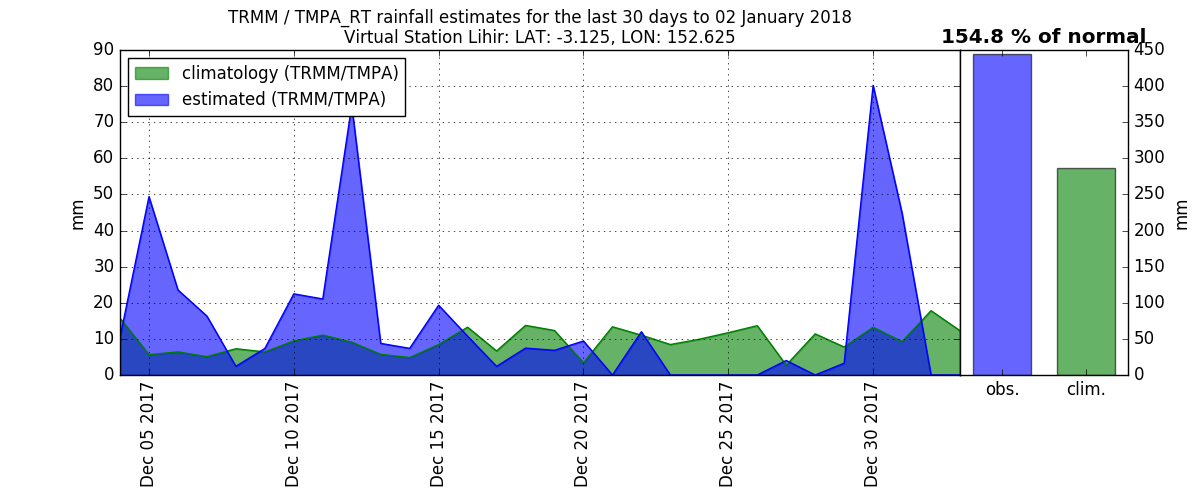 TRMM / TMPA_RT rainfall estimates for the last 30 days to 02 January 2018
Virtual Station Lihir: LAT: -3.125, LON: 152.625
154.8 % of normal
climatology (TRMM/TMPA)
estimated (TRMM/TMPA)
mm
90
80
70
60
50
40
30
20
10
0
Dec 05 2017
Dec 10 2017
Dec 15 2017
Dec 20 2017
Dec 25 2017
Dec 30 2017
obs.
clim.
450
400
350
300
250
200
150
100
50
0
mm